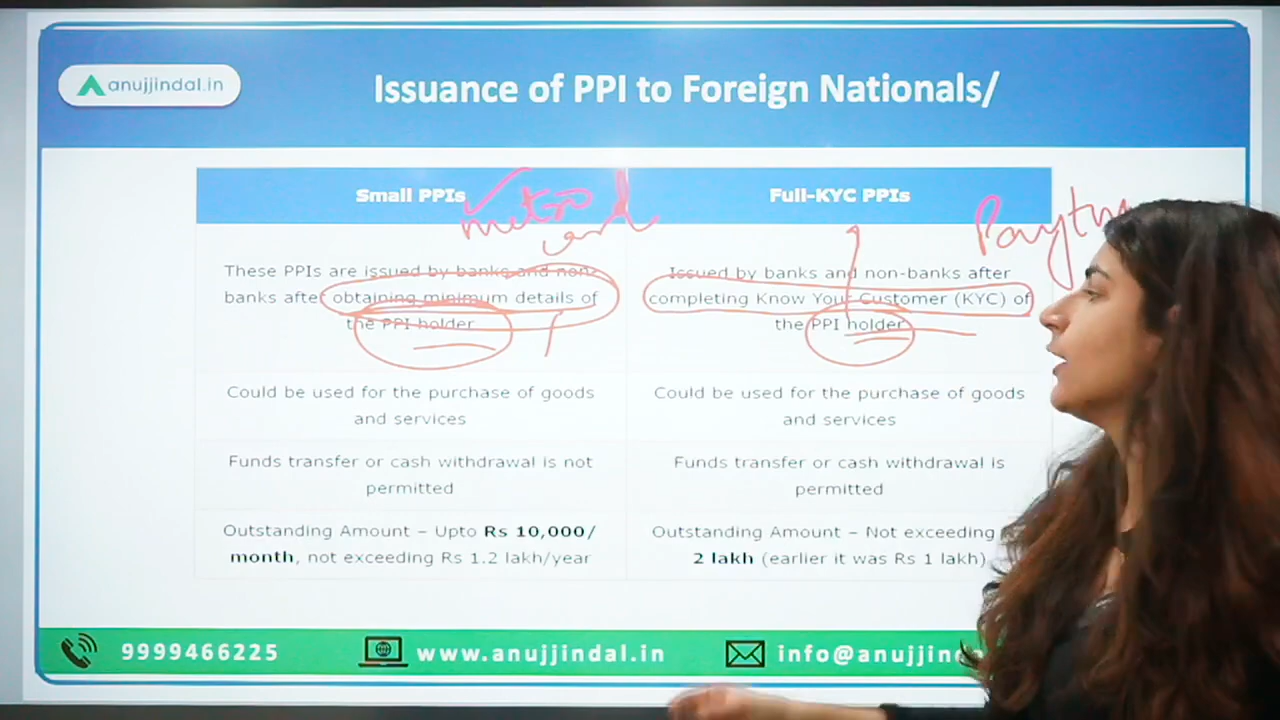 anujjindal.in
Issuance of PPI to Foreign Nationals/
Small PPIs
metro
card
These PPIs are issued by banks and non-
banks after obtaining minimum details of
the PPI holder
Could be used for the purchase of goods
and services
Funds transfer or cash withdrawal is not
permitted
Outstanding Amount – Upto Rs 10,000/
month, not exceeding Rs 1.2 lakh/year
Full-KYC PPIs
Paytm
Issued by banks and non-banks after
completing Know Your Customer (KYC) of
the PPI holder
Could be used for the purchase of goods
and services
Funds transfer or cash withdrawal is
permitted
Outstanding Amount – Not exceeding
2 lakh (earlier it was Rs 1 lakh)
9999466225
www.anujjindal.in